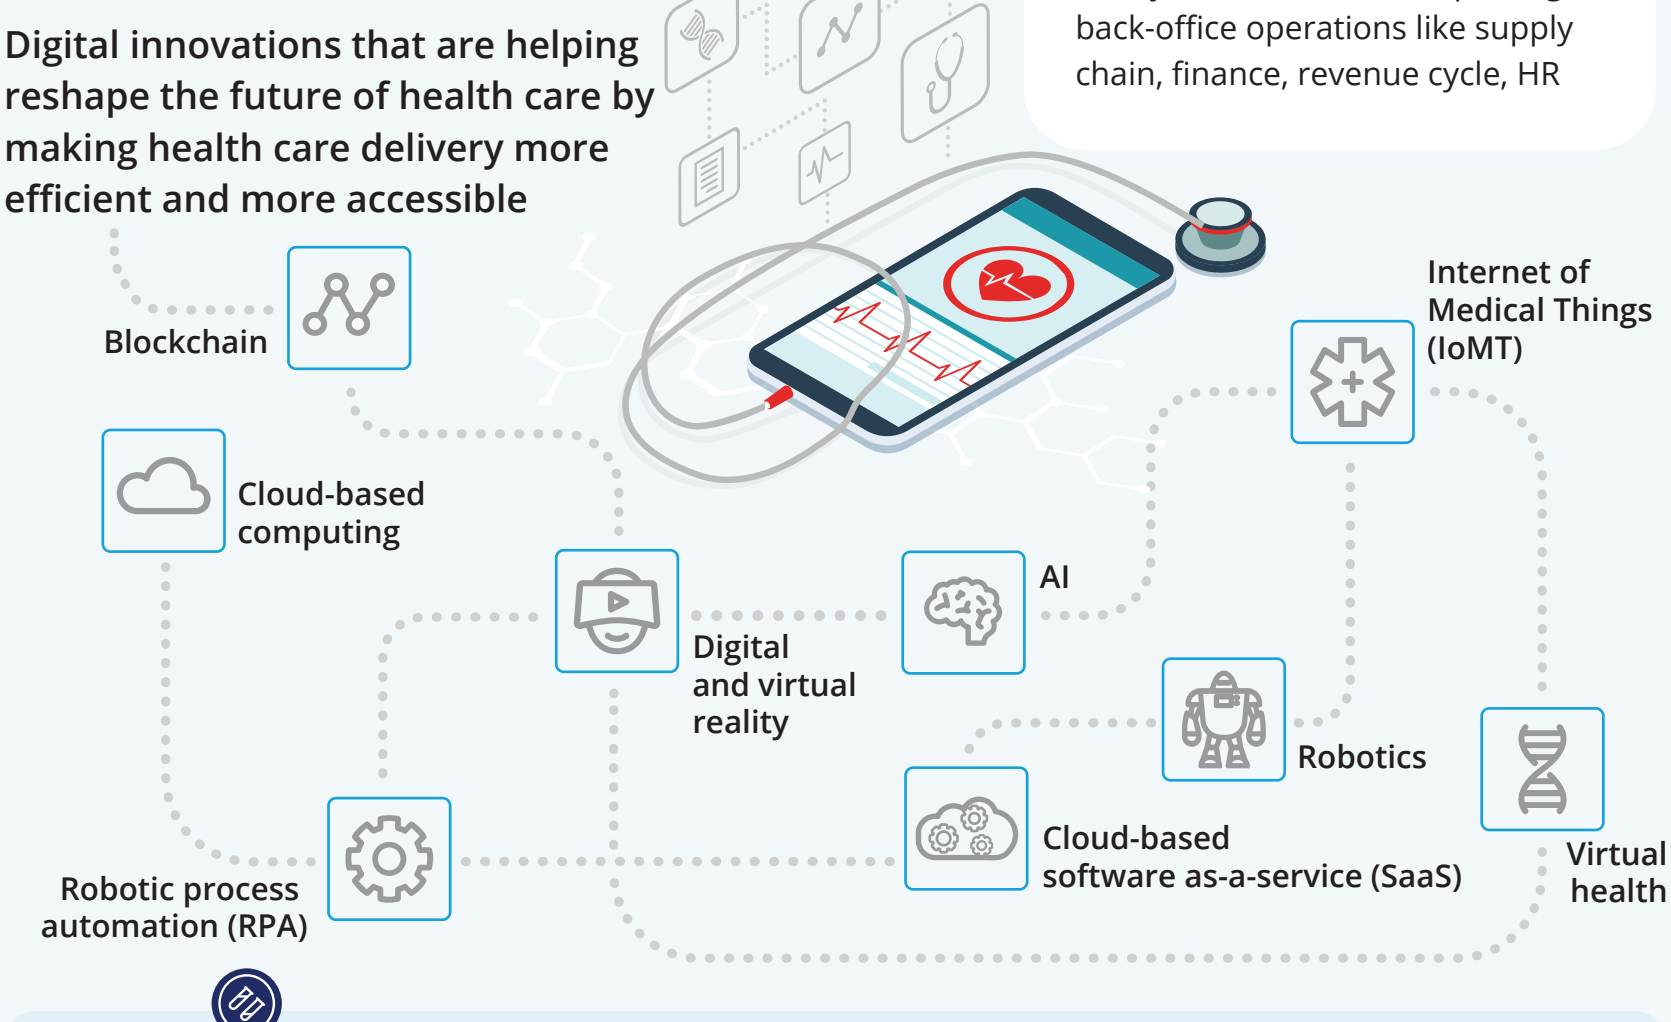 Digital innovations that are helping
reshape the future of health care by
making health care delivery more
efficient and more accessible
back-office operations like supply
chain, finance, revenue cycle, HR
Blockchain
Internet of
Medical Things
(IoMT)
Cloud-based
computing
AI
Digital
and virtual
reality
Robotics
Cloud-based
software as-a-service (SaaS)
Virtual
health
Robotic process
automation (RPA)